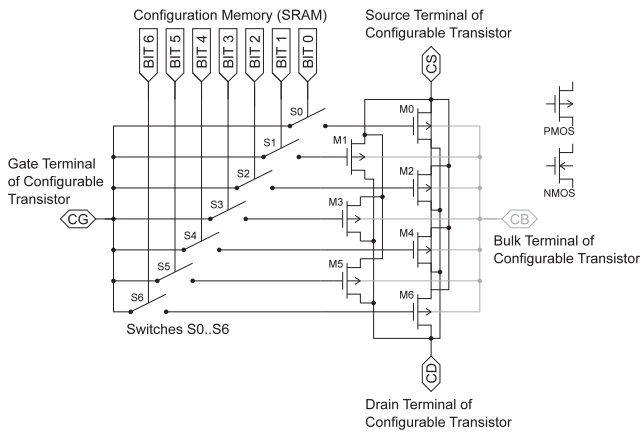 Configuration Memory (SRAM)
Source Terminal of
Configurable Transistor
BIT 6
BIT 5
BIT 4
BIT 3
BIT 2
BIT 1
BIT 0
CS
S0
M0
PMOS
S1
M1
Gate Terminal
of Configurable
Transistor
S2
M2
NMOS
S3
M3
CG
CB
S4
M4
Bulk Terminal of
Configurable Transistor
S5
M5
S6
M6
Switches S0..S6
CD
Drain Terminal of
Configurable Transistor